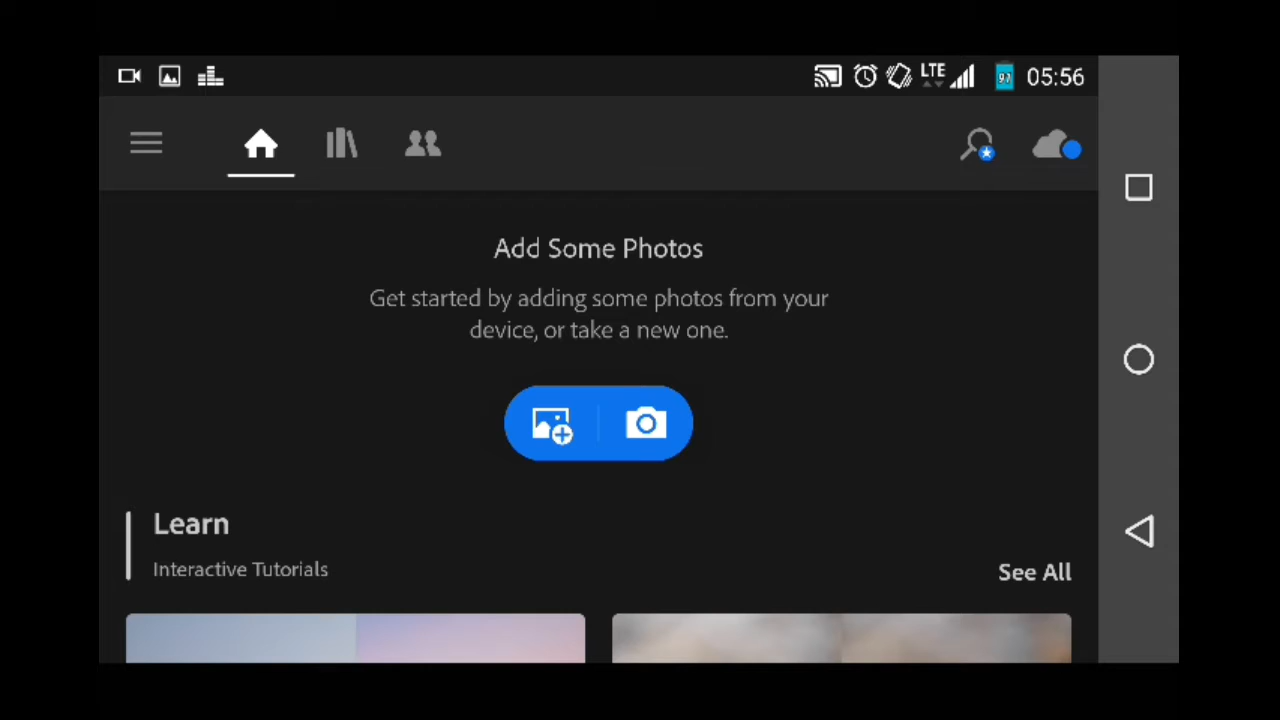 LTE
97
05:56
Add Some Photos
Get started by adding some photos from your
device, or take a new one.
Learn
Interactive Tutorials
See All